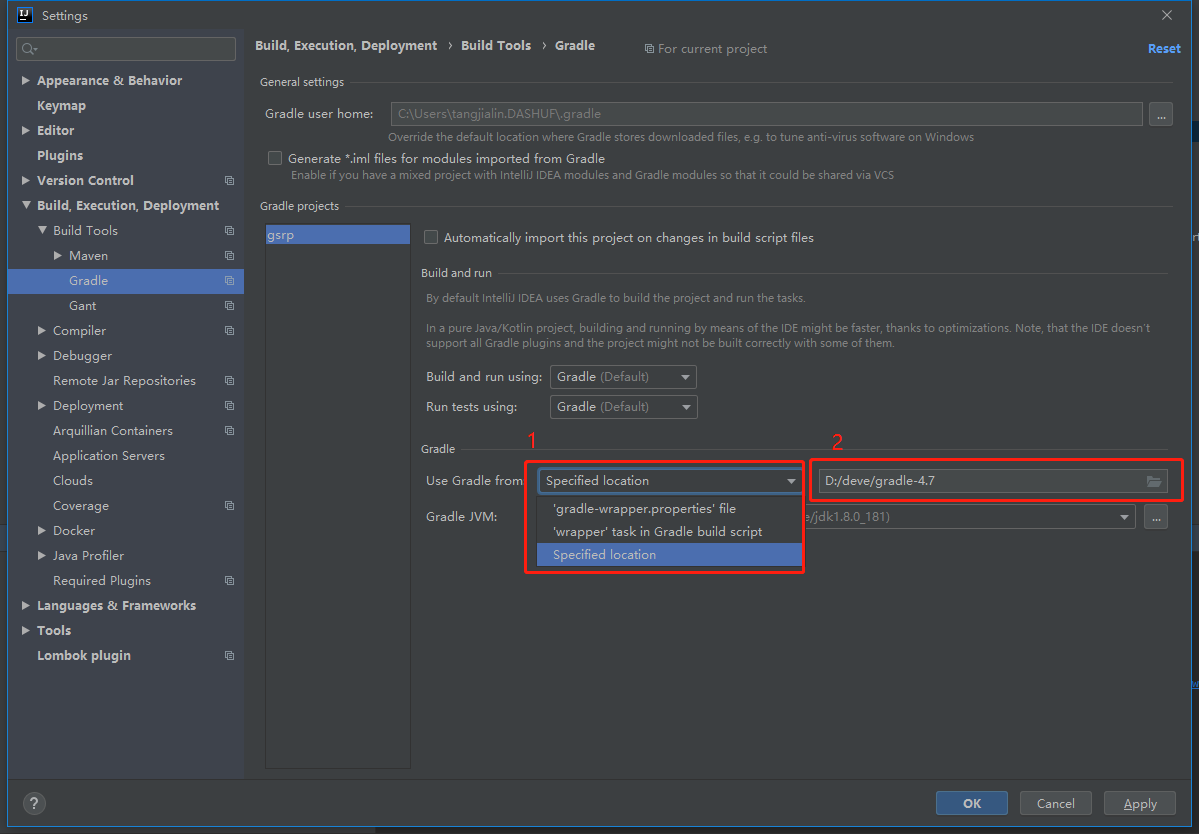 Settings
Build, Execution, Deployment › Build Tools › Gradle
For current project
Reset
Appearance & Behavior
Keymap
Editor
Plugins
Version Control
Build, Execution, Deployment
Build Tools
Maven
Gradle
Gant
Compiler
Debugger
Remote Jar Repositories
Deployment
Arquillian Containers
Application Servers
Clouds
Coverage
Docker
Java Profiler
Required Plugins
Languages & Frameworks
Tools
Lombok plugin
General settings
Gradle user home: C:\Users\tangjialin.DASHUF\.gradle ...
Override the default location where Gradle stores downloaded files, e.g. to tune anti-virus software on Windows
Generate *.iml files for modules imported from Gradle
Enable if you have a mixed project with IntelliJ IDEA modules and Gradle modules so that it could be shared via VCS
Gradle projects
gsrp
Automatically import this project on changes in build script files
Build and run
By default IntelliJ IDEA uses Gradle to build the project and run the tasks.
In a pure Java/Kotlin project, building and running by means of the IDE might be faster, thanks to optimizations. Note, that the IDE doesn't
support all Gradle plugins and the project might not be built correctly with some of them.
Build and run using: Gradle (Default)
Run tests using: Gradle (Default)
1 2
Gradle
Use Gradle from Specified location D:/deve/gradle-4.7
'gradle-wrapper.properties' file
Gradle JVM: e/jdk1.8.0_181) ...
'wrapper' task in Gradle build script
Specified location
? OK Cancel Apply